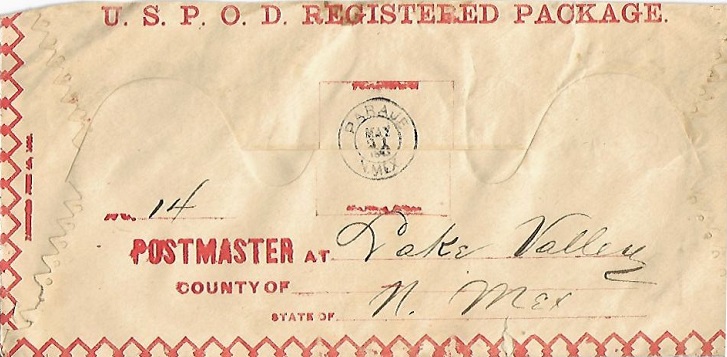 U. S. P. O. D. REGISTERED PACKAGE.
PARAJE
MAY
N.MEX
No. 14
POSTMASTER AT Lake Valley
COUNTY OF
STATE OF N. Mex